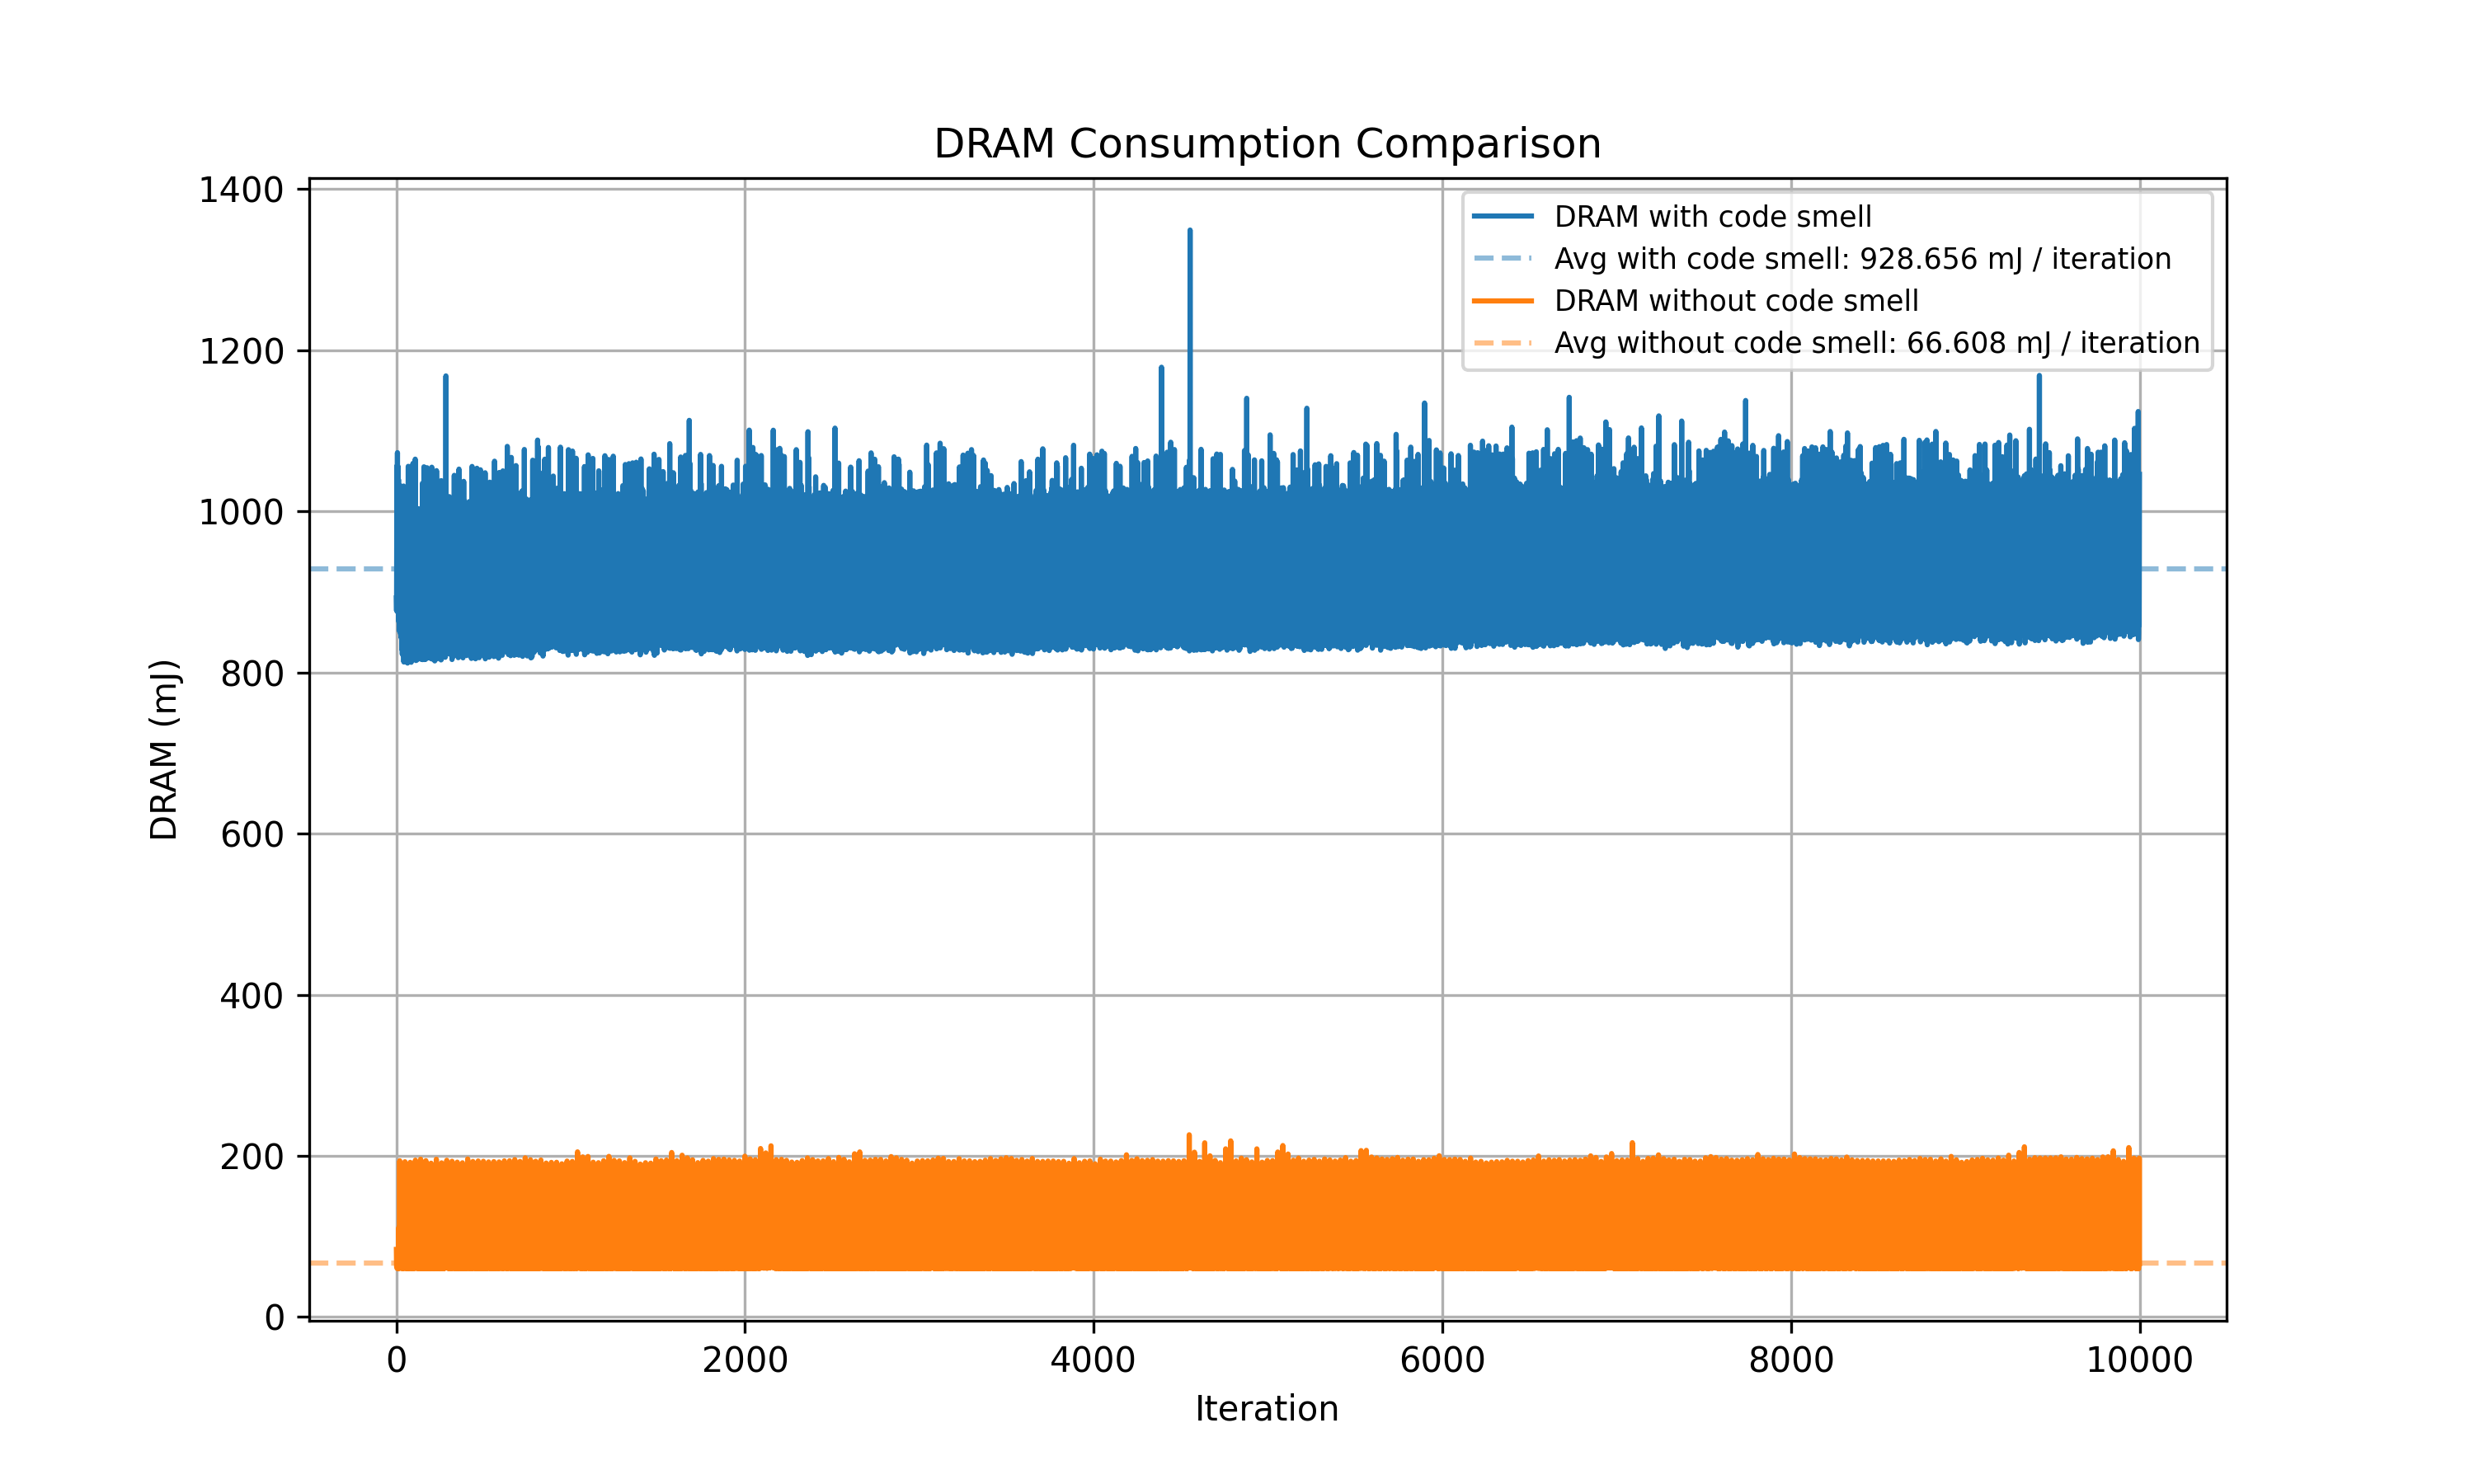 DRAM Consumption Comparison
1400
1200
1000
800
600
400
200
0
DRAM (mJ)
DRAM with code smell
Avg with code smell: 928.656 mJ / iteration
DRAM without code smell
Avg without code smell: 66.608 mJ / iteration
0 2000 4000 6000 8000 10000
Iteration